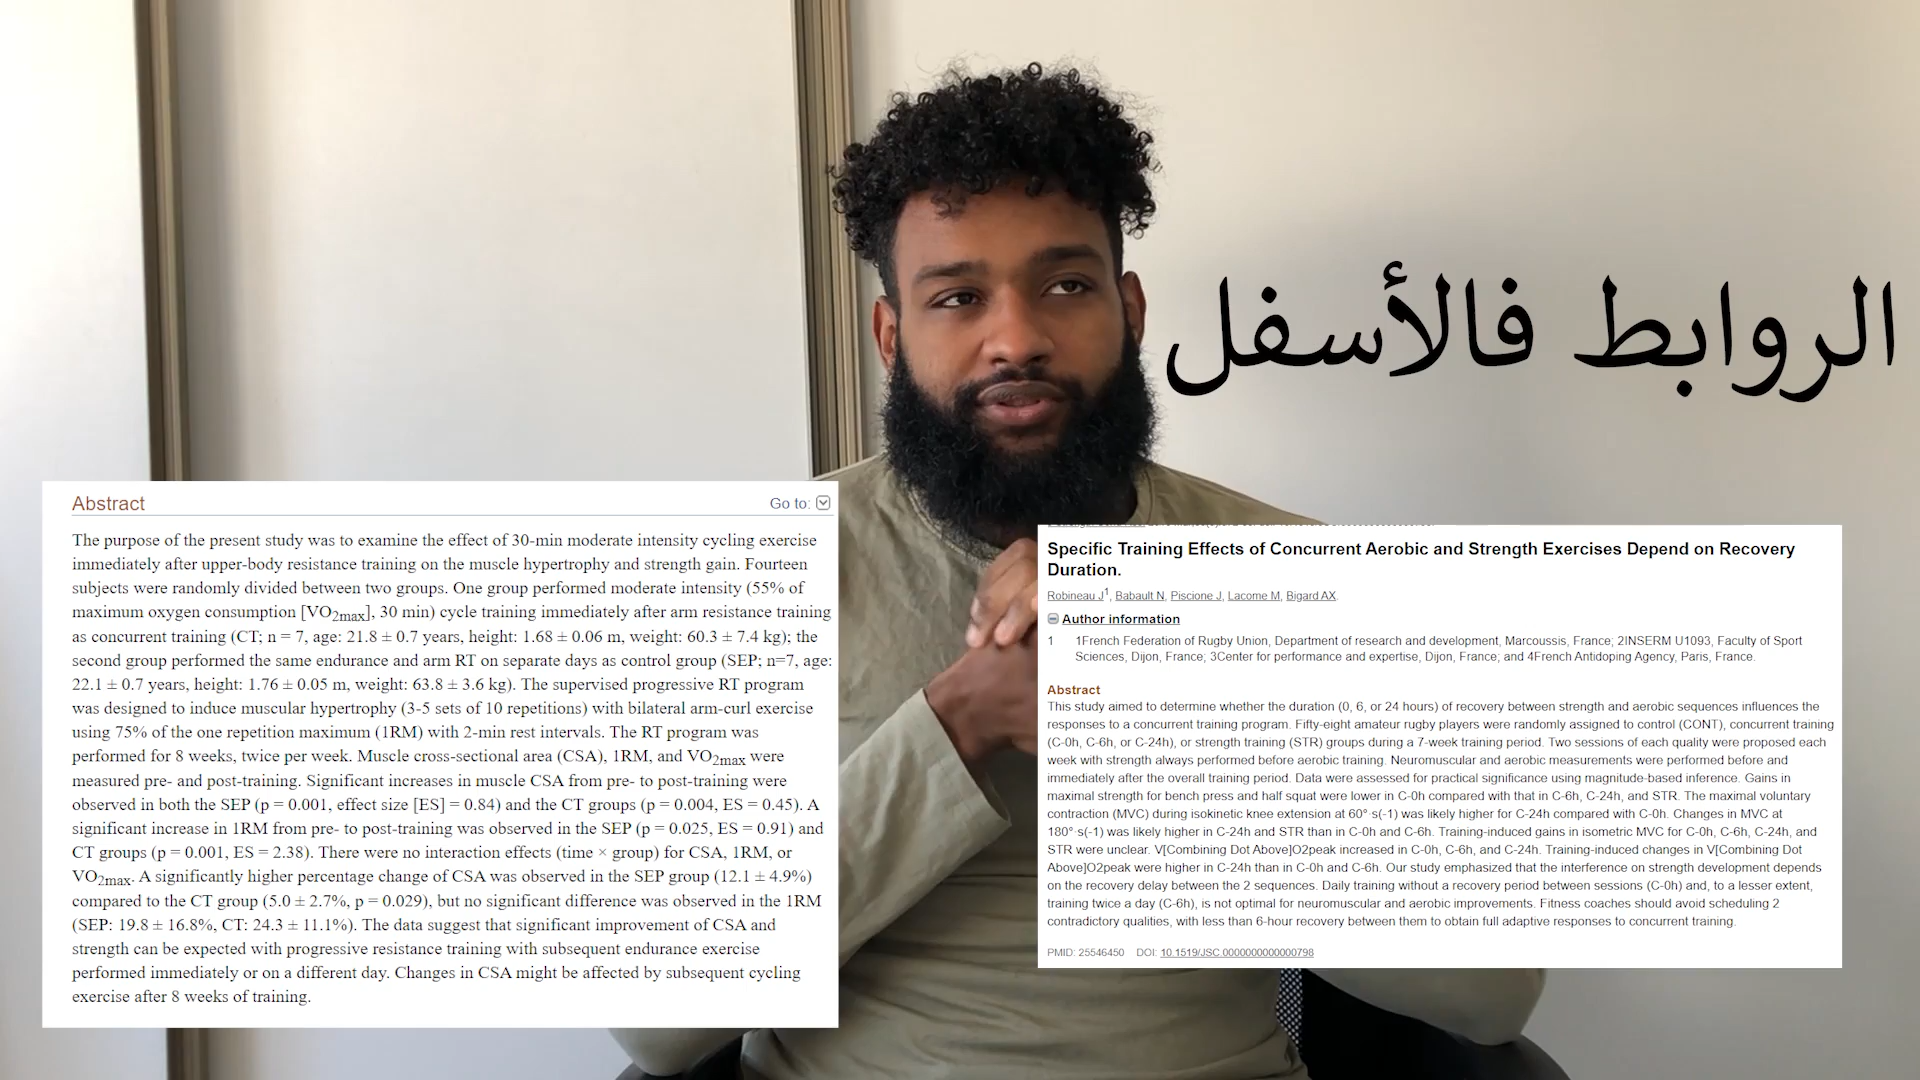 الروابط فالأسفل
Abstract
Go to:
The purpose of the present study was to examine the effect of 30-min moderate intensity cycling exercise
immediately after upper-body resistance training on the muscle hypertrophy and strength gain. Fourteen
subjects were randomly divided between two groups. One group performed moderate intensity (55% of
maximum oxygen consumption [VO2max], 30 min) cycle training immediately after arm resistance training
as concurrent training (CT; n = 7, age: 21.8 ± 0.7 years, height: 1.68 ± 0.06 m, weight: 60.3 ± 7.4 kg); the
second group performed the same endurance and arm RT on separate days as control group (SEP; n=7, age:
22.1 ± 0.7 years, height: 1.76 ± 0.05 m, weight: 63.8 ± 3.6 kg). The supervised progressive RT program
was designed to induce muscular hypertrophy (3-5 sets of 10 repetitions) with bilateral arm-curl exercise
using 75% of the one repetition maximum (1RM) with 2-min rest intervals. The RT program was
performed for 8 weeks, twice per week. Muscle cross-sectional area (CSA), 1RM, and VO2max were
measured pre- and post-training. Significant increases in muscle CSA from pre- to post-training were
observed in both the SEP (p = 0.001, effect size [ES] = 0.84) and the CT groups (p = 0.004, ES = 0.45). A
significant increase in 1RM from pre- to post-training was observed in the SEP (p = 0.025, ES = 0.91) and
CT groups (p = 0.001, ES = 2.38). There were no interaction effects (time × group) for CSA, 1RM, or
VO2max. A significantly higher percentage change of CSA was observed in the SEP group (12.1 ± 4.9%)
compared to the CT group (5.0 ± 2.7%, p = 0.029), but no significant difference was observed in the 1RM
(SEP: 19.8 ± 16.8%, CT: 24.3 ± 11.1%). The data suggest that significant improvement of CSA and
strength can be expected with progressive resistance training with subsequent endurance exercise
performed immediately or on a different day. Changes in CSA might be affected by subsequent cycling
exercise after 8 weeks of training.
Specific Training Effects of Concurrent Aerobic and Strength Exercises Depend on Recovery
Duration.
Robineau J1, Babault N, Piscione J, Lacome M, Bigard AX.
Author information
1 1French Federation of Rugby Union, Department of research and development, Marcoussis, France; 2INSERM U1093, Faculty of Sport
Sciences, Dijon, France; 3Center for performance and expertise, Dijon, France; and 4French Antidoping Agency, Paris, France.
Abstract
This study aimed to determine whether the duration (0, 6, or 24 hours) of recovery between strength and aerobic sequences influences the
responses to a concurrent training program. Fifty-eight amateur rugby players were randomly assigned to control (CONT), concurrent training
(C-0h, C-6h, or C-24h), or strength training (STR) groups during a 7-week training period. Two sessions of each quality were proposed each
week with strength always performed before aerobic training. Neuromuscular and aerobic measurements were performed before and
immediately after the overall training period. Data were assessed for practical significance using magnitude-based inference. Gains in
maximal strength for bench press and half squat were lower in C-0h compared with that in C-6h, C-24h, and STR. The maximal voluntary
contraction (MVC) during isokinetic knee extension at 60°·s(-1) was likely higher for C-24h compared with C-0h. Changes in MVC at
180°·s(-1) was likely higher in C-24h and STR than in C-0h and C-6h. Training-induced gains in isometric MVC for C-0h, C-6h, C-24h, and
STR were unclear. V[Combining Dot Above]O2peak increased in C-0h, C-6h, and C-24h. Training-induced changes in V[Combining Dot
Above]O2peak were higher in C-24h than in C-0h and C-6h. Our study emphasized that the interference on strength development depends
on the recovery delay between the 2 sequences. Daily training without a recovery period between sessions (C-0h) and, to a lesser extent,
training twice a day (C-6h), is not optimal for neuromuscular and aerobic improvements. Fitness coaches should avoid scheduling 2
contradictory qualities, with less than 6-hour recovery between them to obtain full adaptive responses to concurrent training.
PMID: 25546450 DOI: 10.1519/JSC.0000000000000798